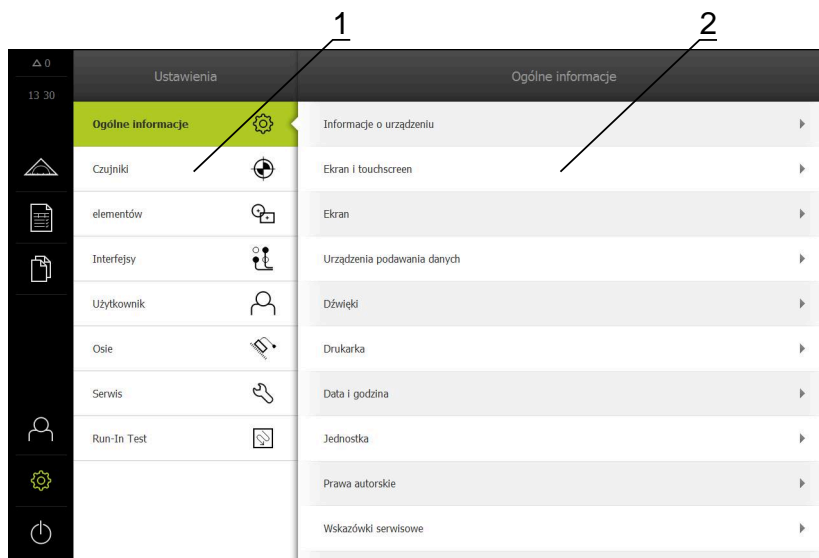 1
2
0
13 30
Ustawienia
Ogólne informacje
Ogólne informacje
Czujniki
elementów
Interfejsy
Użytkownik
Osie
Serwis
Run-In Test
Informacje o urządzeniu
Ekran i touchscreen
Ekran
Urządzenia podawania danych
Dźwięki
Drukarka
Data i godzina
Jednostka
Prawa autorskie
Wskazówki serwisowe